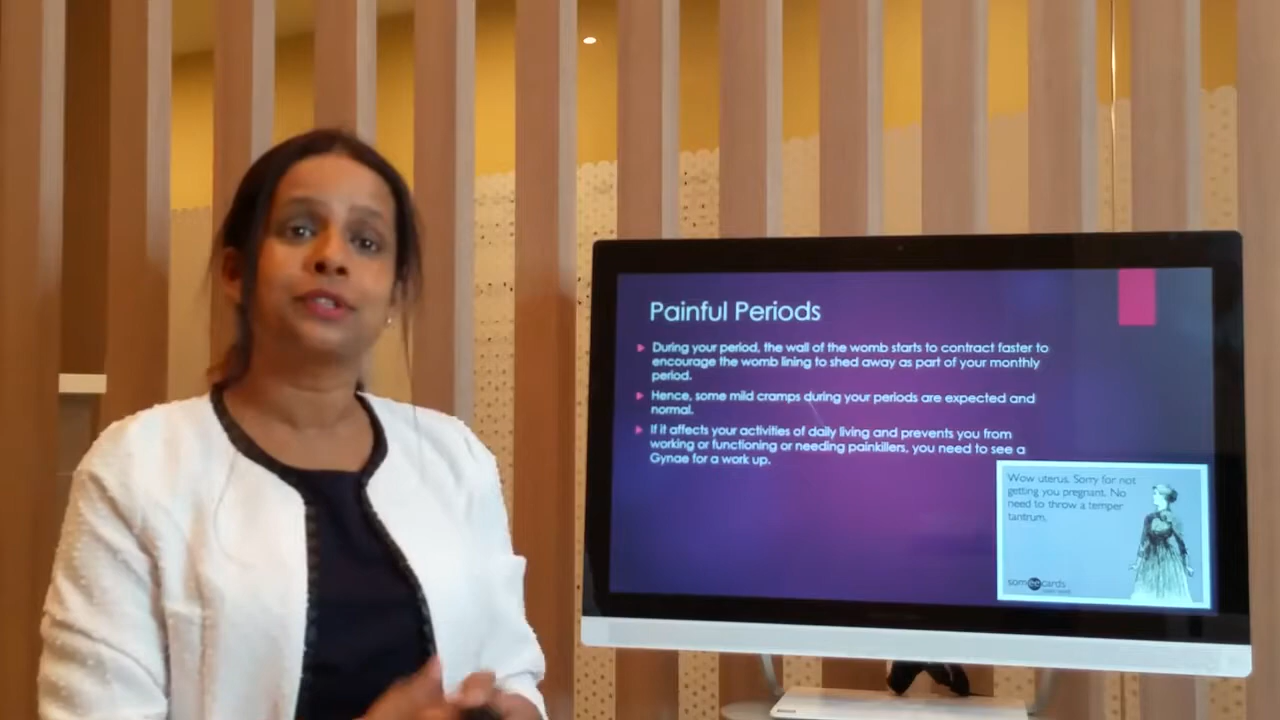 Painful Periods
During your period, the wall of the womb starts to contract faster to
encourage the womb lining to shed away as part of your monthly
period.
Hence, some mild cramps during your periods are expected and
normal.
If it affects your activities of daily living and prevents you from
working or functioning or needing painkillers, you need to see a
Gynae for a work up.
Wow uterus. Sorry for not
getting you pregnant. No
need to throw a temper
tantrum.
someecards